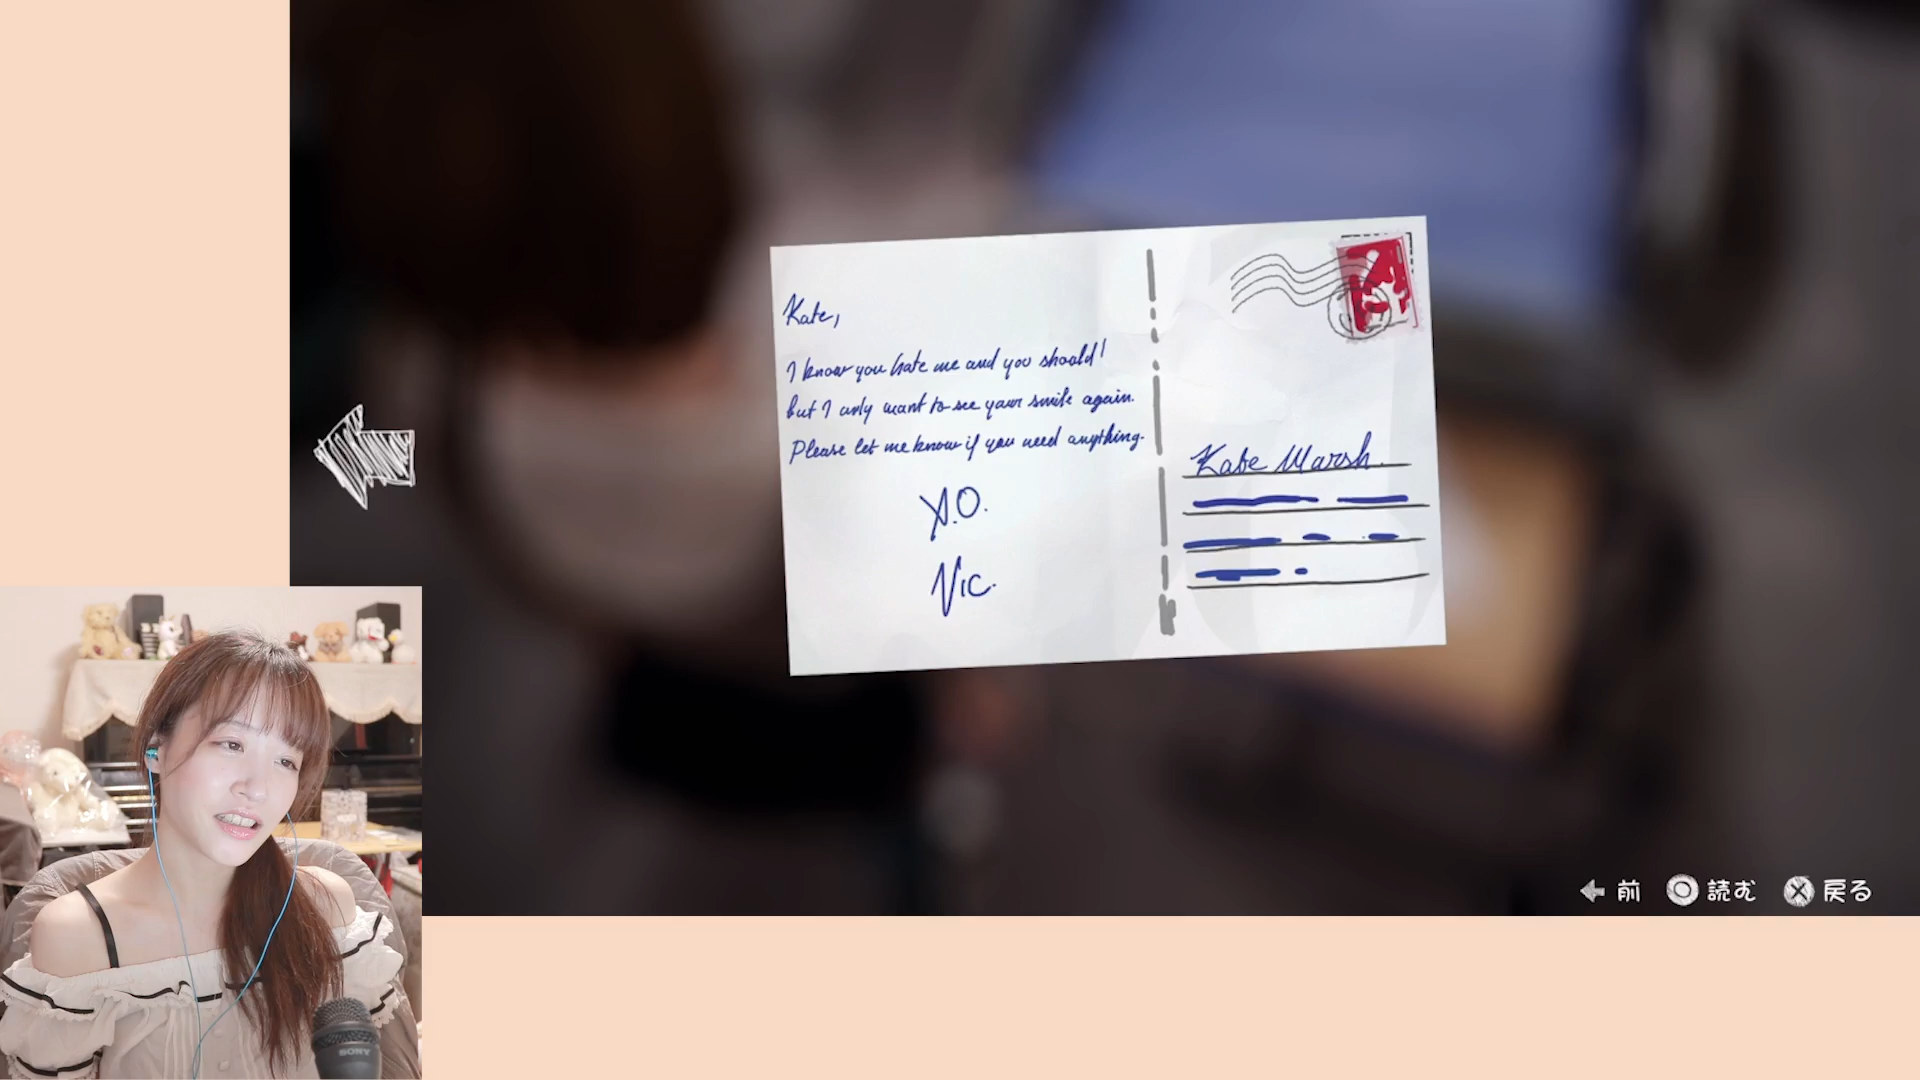 Kate,
I know you hate me and you should!
but I only want to see your smile again.
Please let me know if you need anything.
X.O.
Vic.
Kate Marsh
前
読む
戻る
SONY